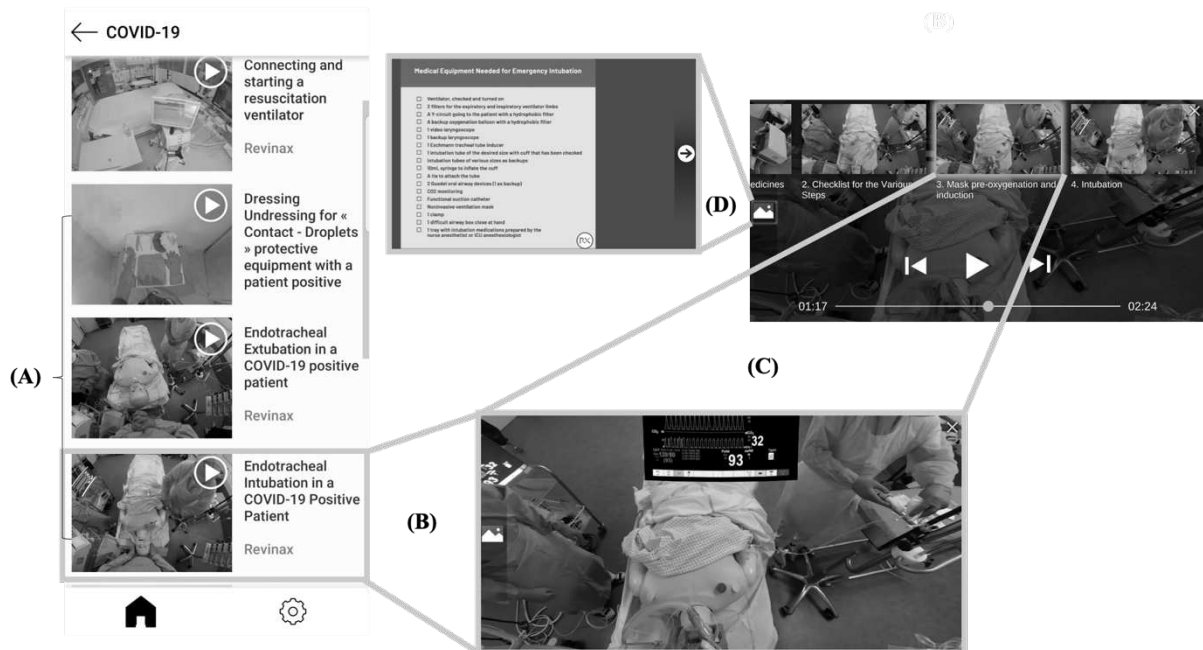 COVID-19
Connecting and
starting a
resuscitation
ventilator
Revinax
Dressing
Undressing for «
Contact - Droplets
» protective
equipment with a
patient positive
Endotracheal
Extubation in a
COVID-19 positive
patient
Revinax
Endotracheal
Intubation in a
COVID-19 Positive
Patient
Revinax
(A)
Medical Equipment Needed for Emergency Intubation
Ventilator, checked and turned on
2 filters for the expiratory and inspiratory ventilator limbs
A Y-circuit going to the patient with a hydrophobic filter
A backup oxygenation balloon with a hydrophobic filter
1 video laryngoscope
1 backup laryngoscope
1 Eschmann tracheal tube inducer
1 intubation tube of the desired size with cuff that has been checked
Intubation tubes of various sizes as backups
10mL syringe to inflate the cuff
A tie to attach the tube
2 Guedel oral airway devices (1 as backup)
CO2 monitoring
Functional suction catheter
Noninvasive ventilation mask
1 clamp
1 difficult airway box close at hand
1 tray with intubation medications prepared by the
nurse anesthetist or ICU anesthesiologist
(D)
(B)
edicines
2. Checklist for the Various
Steps
3. Mask pre-oxygenation and
induction
4. Intubation
01:17
02:24
(C)
(B)
32
93